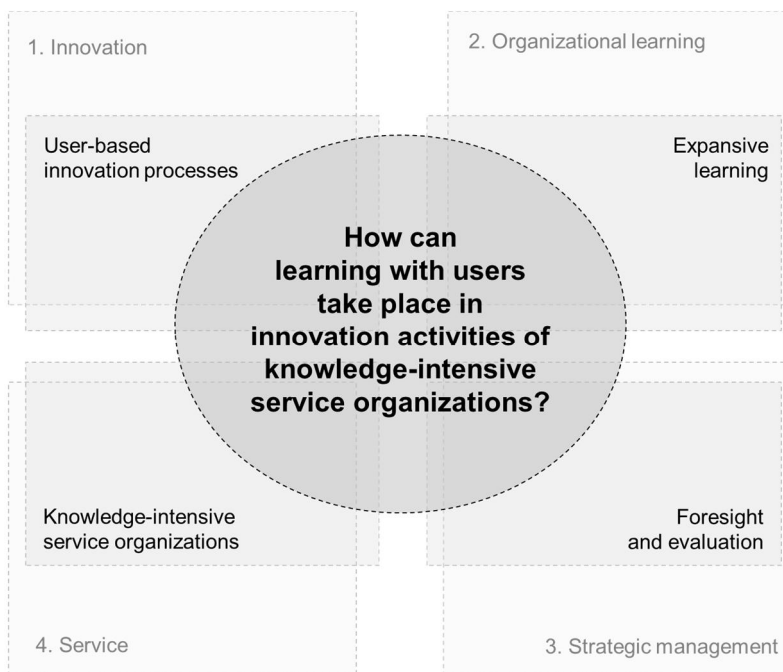 1. Innovation
2. Organizational learning
User-based
innovation processes
Expansive
learning
How can
learning with users
take place in
innovation activities of
knowledge-intensive
service organizations?
Knowledge-intensive
service organizations
Foresight
and evaluation
4. Service
3. Strategic management